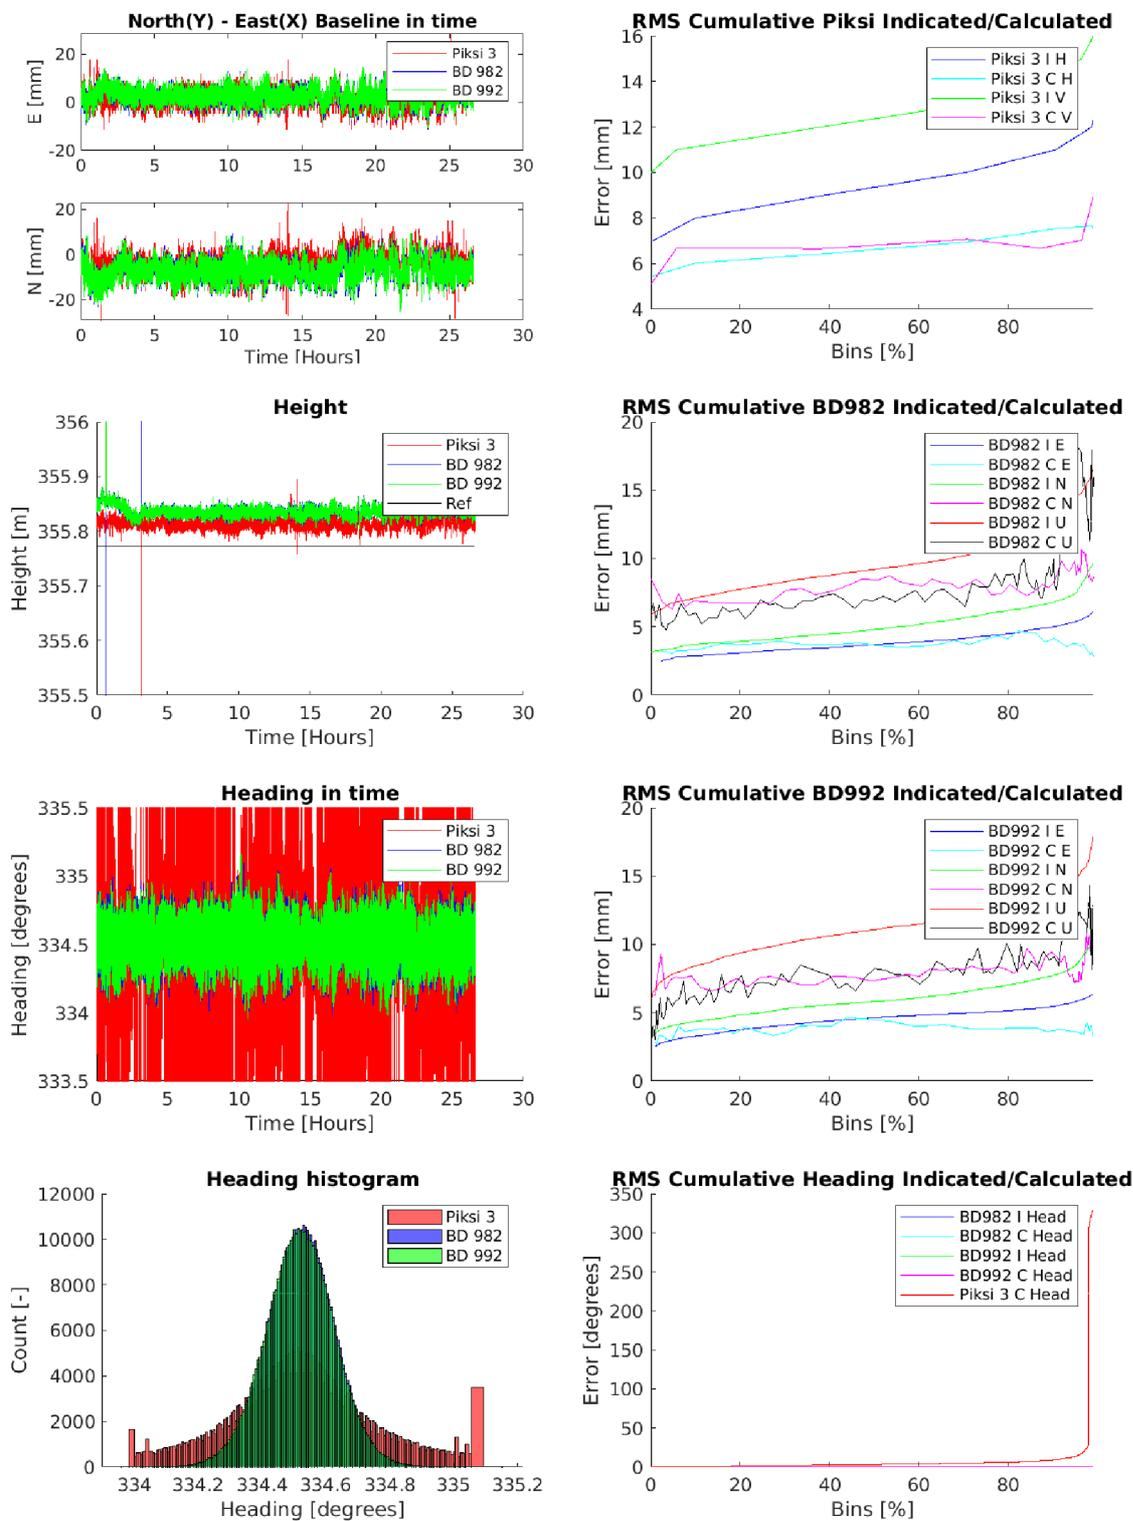 North(Y) - East(X) Baseline in time
E [mm]
20
0
-20
Piksi 3
BD 982
BD 992
0 5 10 15 20 25 30
N [mm]
20
0
-20
0 5 10 15 20 25 30
Time [Hours]
RMS Cumulative Piksi Indicated/Calculated
Error [mm]
16
14
12
10
8
6
4
Piksi 3 I H
Piksi 3 C H
Piksi 3 I V
Piksi 3 C V
0 20 40 60 80
Bins [%]
Height
Height [m]
356
355.9
355.8
355.7
355.6
355.5
Piksi 3
BD 982
BD 992
Ref
0 5 10 15 20 25 30
Time [Hours]
RMS Cumulative BD982 Indicated/Calculated
Error [mm]
20
15
10
5
0
BD982 I E
BD982 C E
BD982 I N
BD982 C N
BD982 I U
BD982 C U
0 20 40 60 80
Bins [%]
Heading in time
Heading [degrees]
335.5
335
334.5
334
333.5
Piksi 3
BD 982
BD 992
0 5 10 15 20 25 30
Time [Hours]
RMS Cumulative BD992 Indicated/Calculated
Error [mm]
20
15
10
5
0
BD992 I E
BD992 C E
BD992 I N
BD992 C N
BD992 I U
BD992 C U
0 20 40 60 80
Bins [%]
Heading histogram
Count [-]
12000
10000
8000
6000
4000
2000
0
Piksi 3
BD 982
BD 992
334 334.2 334.4 334.6 334.8 335 335.2
Heading [degrees]
RMS Cumulative Heading Indicated/Calculated
Error [degrees]
350
300
250
200
150
100
50
0
BD982 I Head
BD982 C Head
BD992 I Head
BD992 C Head
Piksi 3 C Head
0 20 40 60 80
Bins [%]